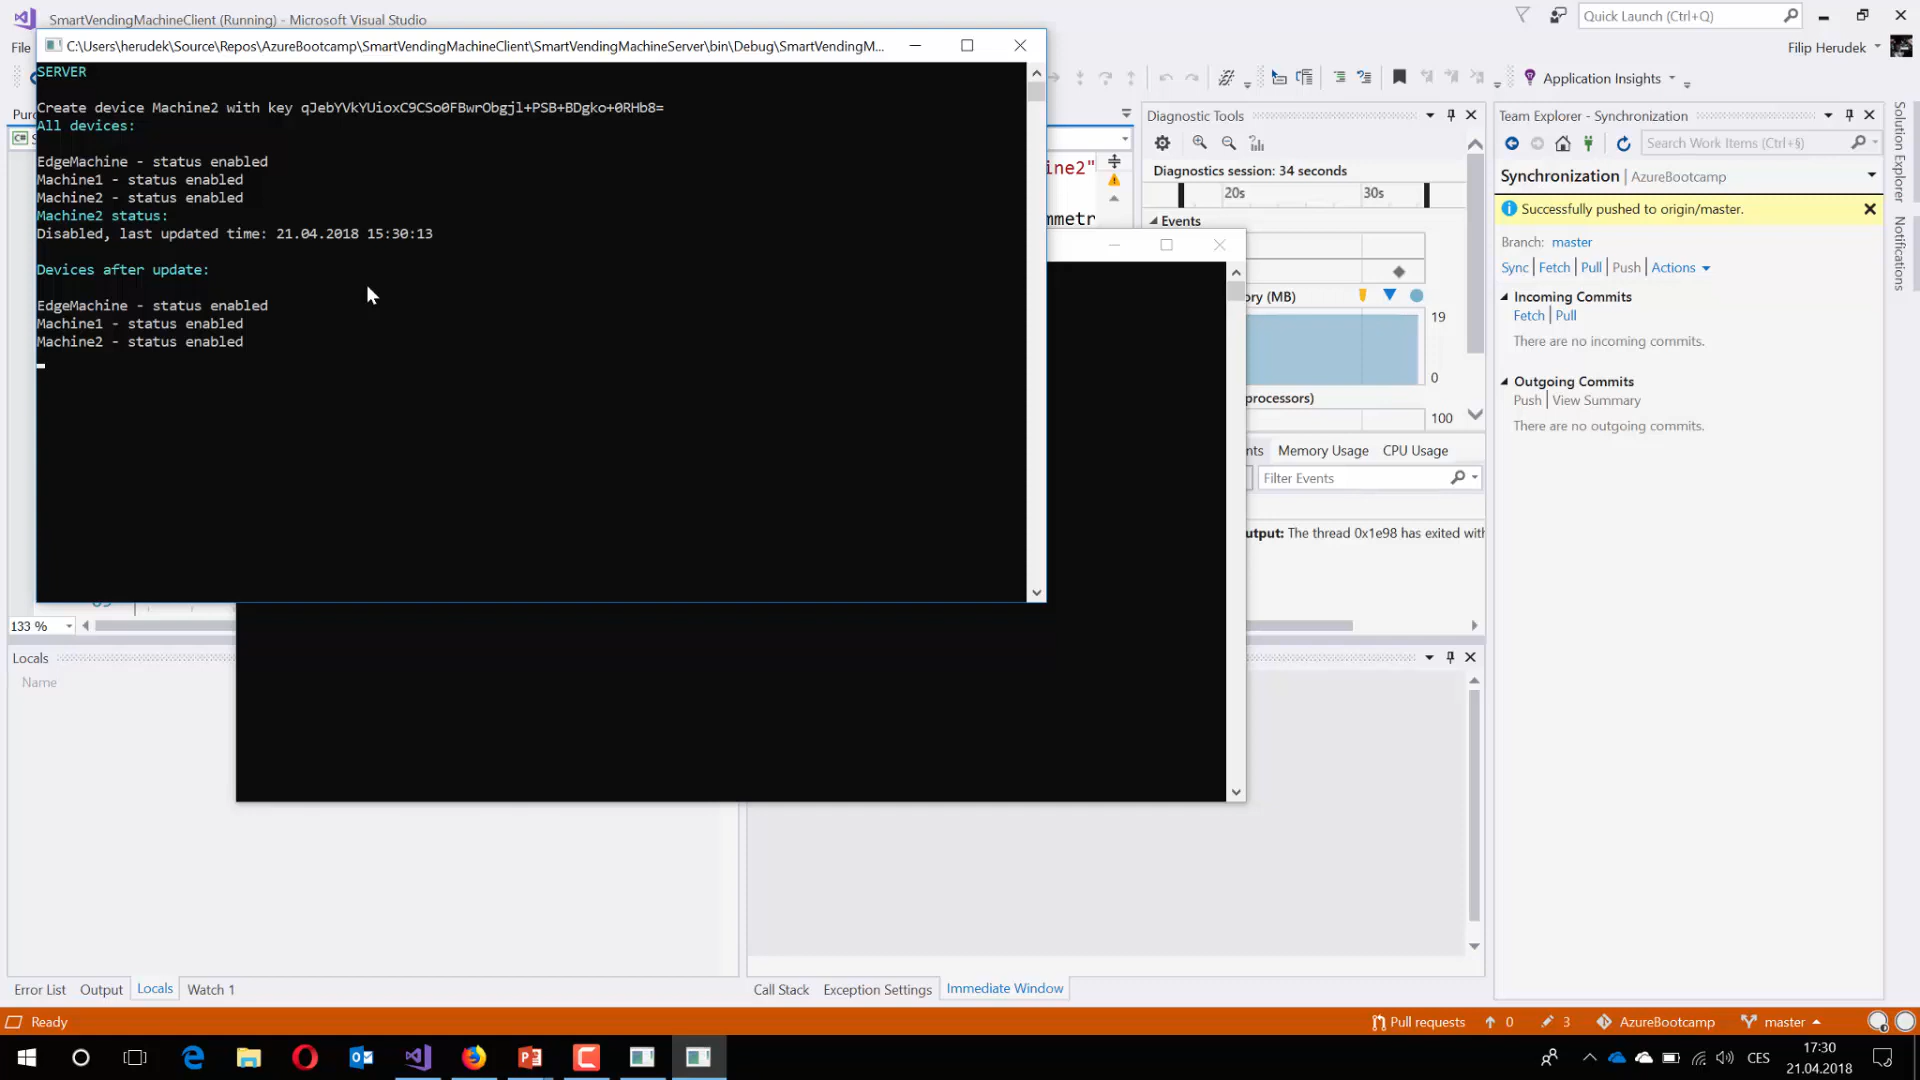 SmartVendingMachineClient (Running) - Microsoft Visual Studio
Quick Launch (Ctrl+Q)
File
Filip Herudek
C:\Users\herudek\Source\Repos\AzureBootcamp\SmartVendingMachineClient\SmartVendingMachineServer\bin\Debug\SmartVendingM...
Application Insights
SERVER
Create device Machine2 with key qJebYVkYUioxC9CSo0FBwrObgjl+PSB+BDgko+0RHb8=
All devices:
EdgeMachine - status enabled
Machine1 - status enabled
Machine2 - status enabled
Machine2 status:
Disabled, last updated time: 21.04.2018 15:30:13
Devices after update:
EdgeMachine - status enabled
Machine1 - status enabled
Machine2 - status enabled
ine2"
mmetr
Diagnostic Tools
Diagnostics session: 34 seconds
20s
30s
Events
ory (MB)
19
0
processors)
100
nts
Memory Usage
CPU Usage
Filter Events
utput: The thread 0x1e98 has exited with
Team Explorer - Synchronization
Search Work Items (Ctrl+§)
Synchronization | AzureBootcamp
Successfully pushed to origin/master.
Branch: master
Sync | Fetch | Pull | Push | Actions
Incoming Commits
Fetch | Pull
There are no incoming commits.
Outgoing Commits
Push | View Summary
There are no outgoing commits.
Solution Explorer
Notifications
133 %
Locals
Name
Error List
Output
Locals
Watch 1
Call Stack
Exception Settings
Immediate Window
Ready
Pull requests
0
3
AzureBootcamp
master
CES
17:30
21.04.2018